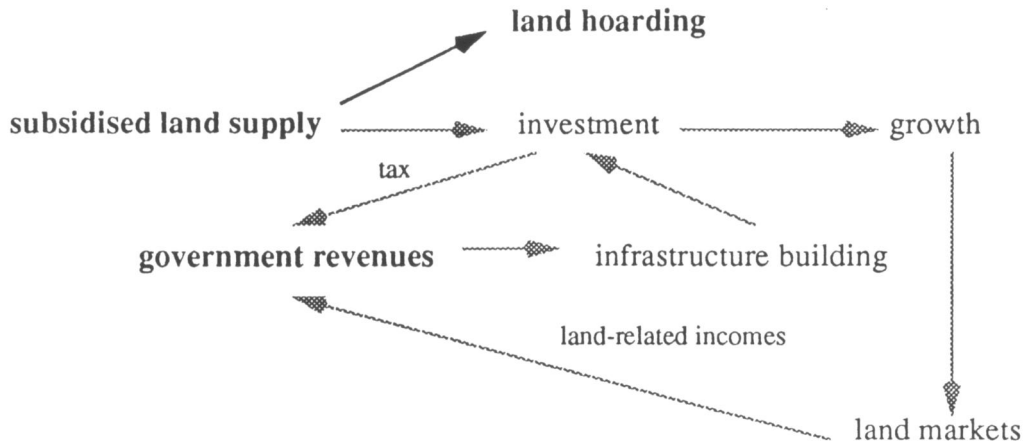 land hoarding
subsidised land supply
investment
growth
tax
government revenues
infrastructure building
land-related incomes
land markets